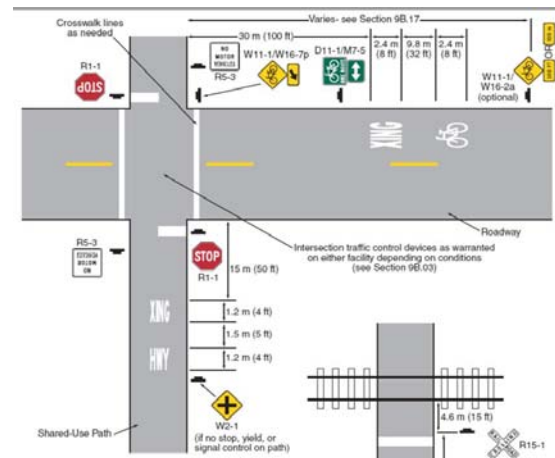 Varies- see Section 9B.17
Crosswalk lines
as needed
30 m (100 ft)
2.4 m
(8 ft)
9.8 m
(32 ft)
2.4 m
(8 ft)
R1-1
STOP
NO
MOTOR
VEHICLES
R5-3
W11-1/W16-7p
D11-1/M7-5
OR
W11-1/
W16-2a
(optional)
XING
Roadway
R5-3
NO
MOTOR
VEHICLES
STOP
R1-1
Intersection traffic control devices as warranted
on either facility depending on conditions
(see Section 9B.03)
15 m (50 ft)
XING
1.2 m (4 ft)
1.5 m (5 ft)
HWY
1.2 m (4 ft)
Shared-Use Path
W2-1
(if no stop, yield, or
signal control on path)
4.6 m (15 ft)
R15-1